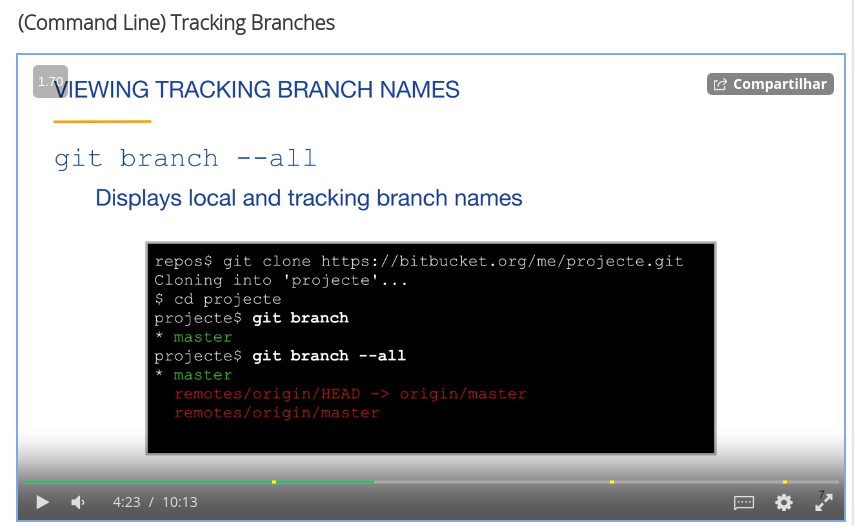 (Command Line) Tracking Branches
1.70
VIEWING TRACKING BRANCH NAMES
Compartilhar
git branch --all
Displays local and tracking branch names
repos$ git clone https://bitbucket.org/me/projecte.git
Cloning into 'projecte'...
$ cd projecte
projecte$ git branch
* master
projecte$ git branch --all
* master
remotes/origin/HEAD -> origin/master
remotes/origin/master
4:23 / 10:13
7